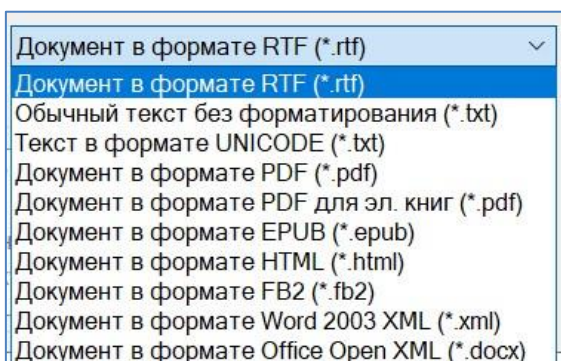 Документ в формате RTF (*.rtf)
Документ в формате RTF (*.rtf)
Обычный текст без форматирования (*.txt)
Текст в формате UNICODE (*.txt)
Документ в формате PDF (*.pdf)
Документ в формате PDF для эл. книг (*.pdf)
Документ в формате EPUB (*.epub)
Документ в формате HTML (*.html)
Документ в формате FB2 (*.fb2)
Документ в формате Word 2003 XML (*.xml)
Документ в формате Office Open XML (*.docx)